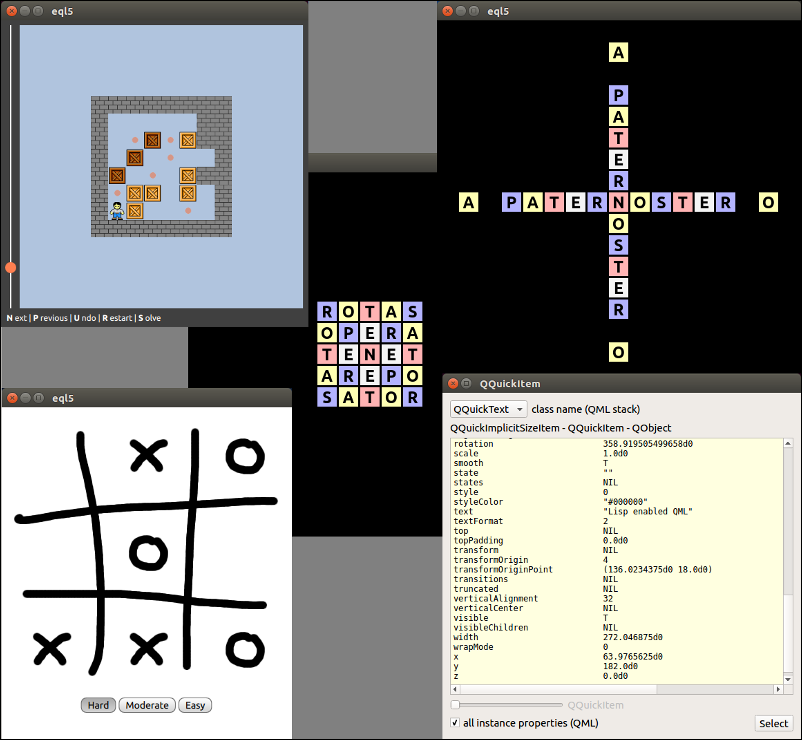 eql5
N ext | P revious | U ndo | R estart | S olve
eql5
A
P
A
T
E
R
A P A T E R N O S T E R O
O
S
T
E
R
O
R O T A S
O P E R A
T E N E T
A R E P O
S A T O R
eql5
X O
O
X X O
Hard Moderate Easy
QQuickItem
QQuickText class name (QML stack)
QQuickImplicitSizeItem - QQuickItem - QObject
rotation 358.919505499658d0
scale 1.0d0
smooth T
state ""
states NIL
style 0
styleColor "#000000"
text "Lisp enabled QML"
textFormat 2
top NIL
topPadding 0.0d0
transform NIL
transformOrigin 4
transformOriginPoint (136.0234375d0 18.0d0)
transitions NIL
truncated NIL
verticalAlignment 32
verticalCenter NIL
visible T
visibleChildren NIL
width 272.046875d0
wrapMode 0
x 63.9765625d0
y 182.0d0
z 0.0d0
QQuickItem
all instance properties (QML)
Select